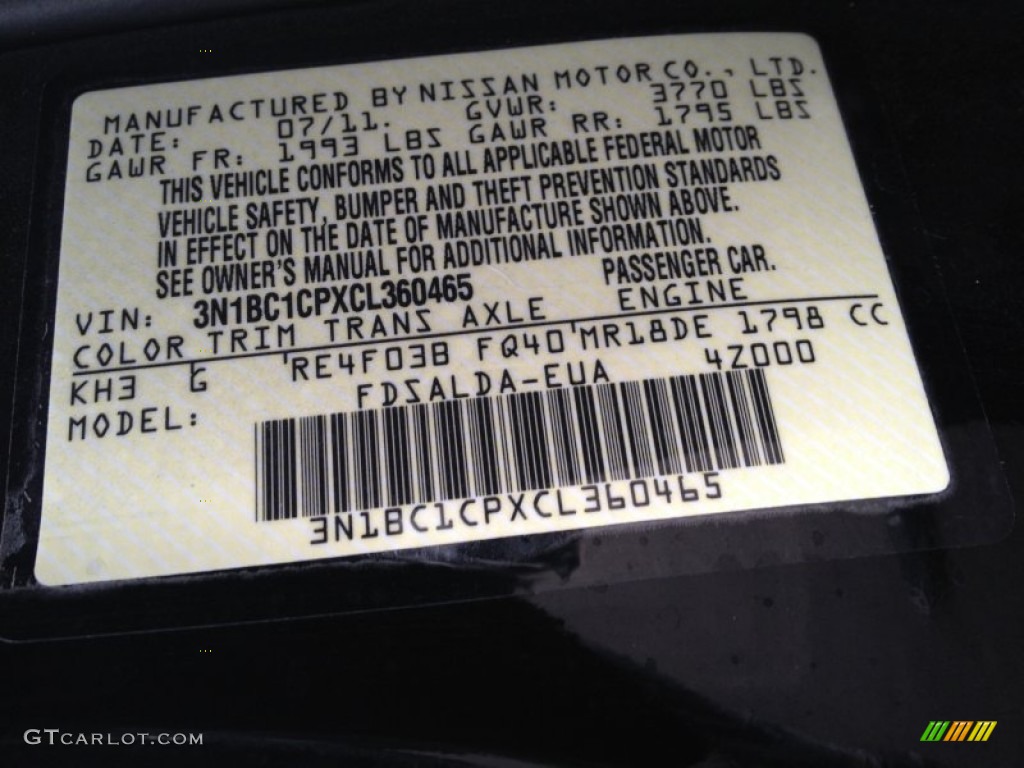 MANUFACTURED BY NISSAN MOTOR CO., LTD.
DATE: 07/11. GVWR: 3770 LBS
GAWR FR: 1993 LBS GAWR RR: 1795 LBS
THIS VEHICLE CONFORMS TO ALL APPLICABLE FEDERAL MOTOR
VEHICLE SAFETY, BUMPER AND THEFT PREVENTION STANDARDS
IN EFFECT ON THE DATE OF MANUFACTURE SHOWN ABOVE.
SEE OWNER'S MANUAL FOR ADDITIONAL INFORMATION.
VIN: 3N1BC1CPXCL360465 PASSENGER CAR.
COLOR TRIM TRANS AXLE ENGINE
KH3 G RE4F03B FQ40 MR18DE 1798 CC
MODEL: FDSALDA-EUA 4Z000
3N1BC1CPXCL360465
GTCARLOT.COM